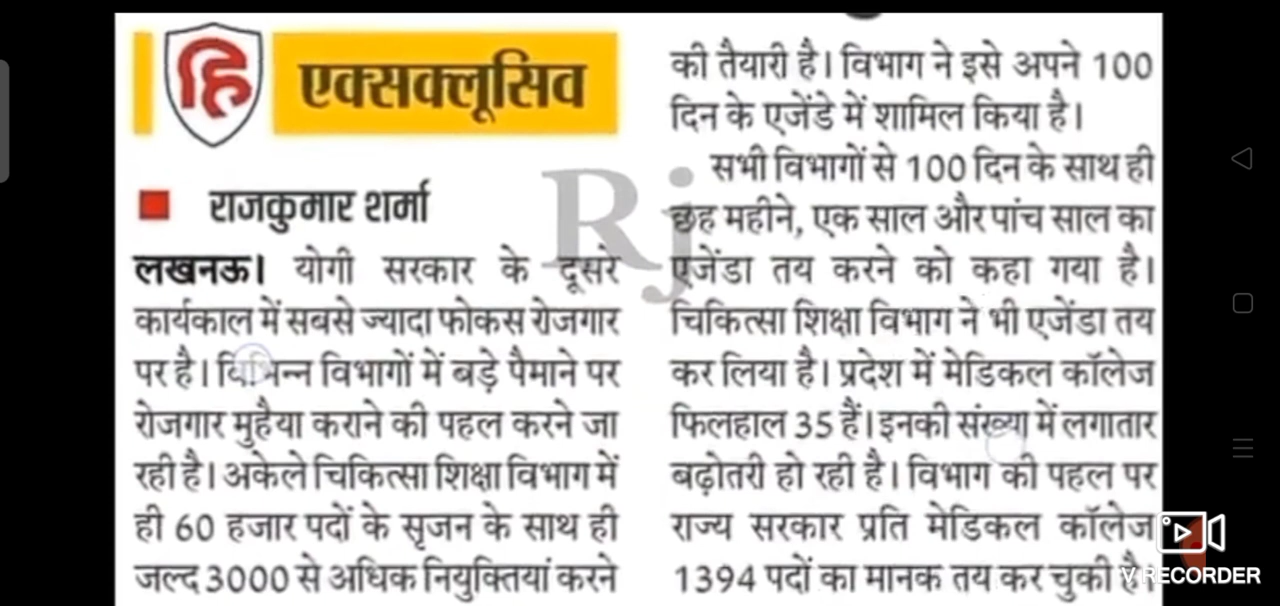 हि
एक्सक्लूसिव
राजकुमार शर्मा
लखनऊ। योगी सरकार के दूसरे
कार्यकाल में सबसे ज्यादा फोकस रोजगार
पर है। विभिन्न विभागों में बड़े पैमाने पर
रोजगार मुहैया कराने की पहल करने जा
रही है। अकेले चिकित्सा शिक्षा विभाग में
ही 60 हजार पदों के सृजन के साथ ही
जल्द 3000 से अधिक नियुक्तियां करने
की तैयारी है। विभाग ने इसे अपने 100
दिन के एजेंडे में शामिल किया है।
सभी विभागों से 100 दिन के साथ ही
छह महीने, एक साल और पांच साल का
एजेंडा तय करने को कहा गया है।
चिकित्सा शिक्षा विभाग ने भी एजेंडा तय
कर लिया है। प्रदेश में मेडिकल कॉलेज
फिलहाल 35 हैं। इनकी संख्या में लगातार
बढ़ोतरी हो रही है। विभाग की पहल पर
राज्य सरकार प्रति मेडिकल कॉलेज
1394 पदों का मानक तय कर चुकी है।
Rj
V RECORDER